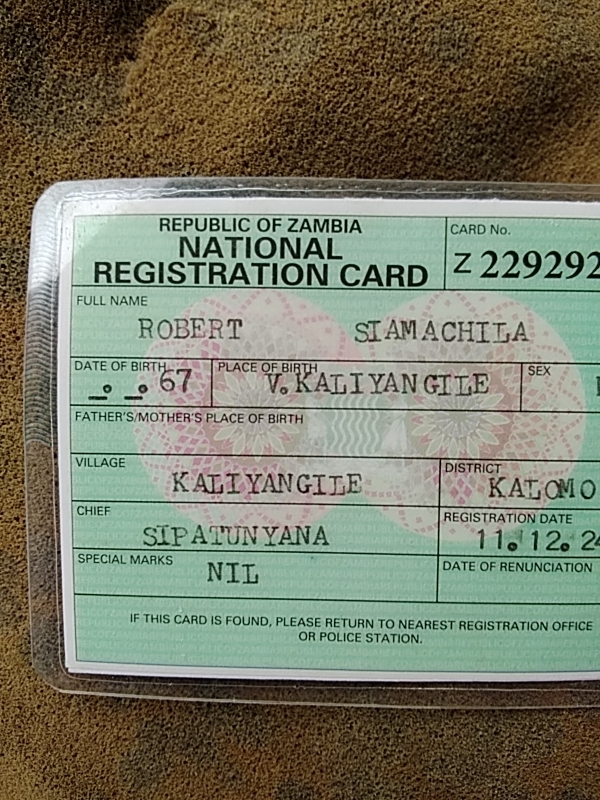 REPUBLIC OF ZAMBIA
NATIONAL
REGISTRATION CARD
CARD No.
Z 229292
FULL NAME
ROBERT SIAMACHILA
DATE OF BIRTH PLACE OF BIRTH SEX
_._.67 V.KALIYANGILE
FATHER'S/MOTHER'S PLACE OF BIRTH
VILLAGE DISTRICT
KALIYANGILE KALOMO
CHIEF REGISTRATION DATE
SIPATUNYANA 11.12.24
SPECIAL MARKS DATE OF RENUNCIATION
NIL
IF THIS CARD IS FOUND, PLEASE RETURN TO NEAREST REGISTRATION OFFICE
OR POLICE STATION.